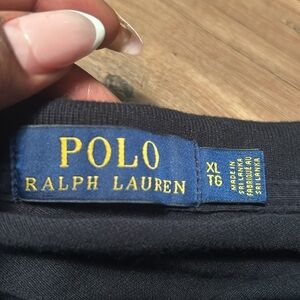 POLO
RALPH LAUREN
XL
TG
MADE IN
SRI LANKA
FABRIQUÉ AU
SRI LANKA